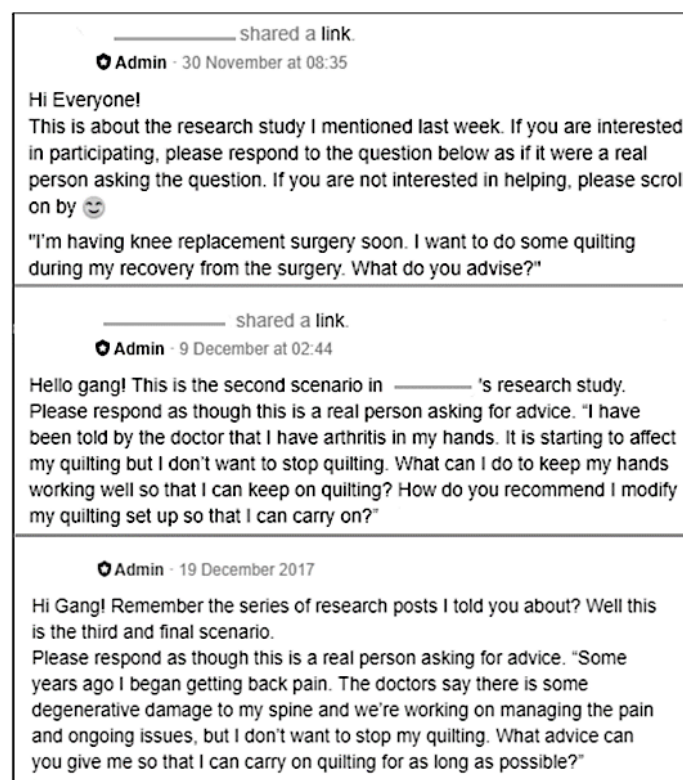 shared a link.
Admin · 30 November at 08:35
Hi Everyone!
This is about the research study I mentioned last week. If you are interested
in participating, please respond to the question below as if it were a real
person asking the question. If you are not interested in helping, please scroll
on by 😊
"I'm having knee replacement surgery soon. I want to do some quilting
during my recovery from the surgery. What do you advise?"
shared a link.
Admin · 9 December at 02:44
Hello gang! This is the second scenario in 's research study.
Please respond as though this is a real person asking for advice. “I have
been told by the doctor that I have arthritis in my hands. It is starting to affect
my quilting but I don’t want to stop quilting. What can I do to keep my hands
working well so that I can keep on quilting? How do you recommend I modify
my quilting set up so that I can carry on?”
Admin · 19 December 2017
Hi Gang! Remember the series of research posts I told you about? Well this
is the third and final scenario.
Please respond as though this is a real person asking for advice. “Some
years ago I began getting back pain. The doctors say there is some
degenerative damage to my spine and we’re working on managing the pain
and ongoing issues, but I don’t want to stop my quilting. What advice can
you give me so that I can carry on quilting for as long as possible?”